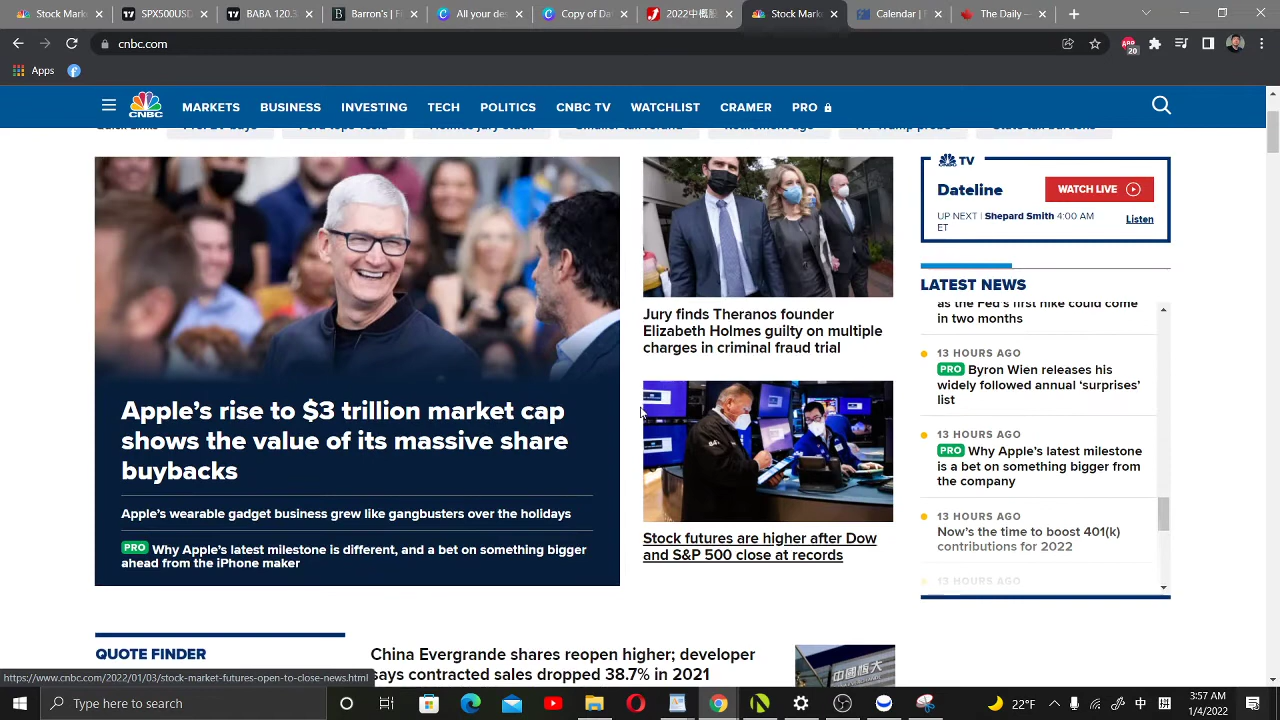 Stock Mark
SPX500USD
BABA 120.3
Barron's | Fi
All your des
Copy of Da
2022中概股
Stock Mark
Calendar | F
The Daily —
cnbc.com
20
Apps
CNBC
MARKETS
BUSINESS
INVESTING
TECH
POLITICS
CNBC TV
WATCHLIST
CRAMER
PRO
Apple's rise to $3 trillion market cap
shows the value of its massive share
buybacks
Apple's wearable gadget business grew like gangbusters over the holidays
PRO Why Apple's latest milestone is different, and a bet on something bigger
ahead from the iPhone maker
Jury finds Theranos founder
Elizabeth Holmes guilty on multiple
charges in criminal fraud trial
Stock futures are higher after Dow
and S&P 500 close at records
TV
Dateline
WATCH LIVE
UP NEXT | Shepard Smith 4:00 AM
ET
Listen
LATEST NEWS
as the Fed's first hike could come
in two months
13 HOURS AGO
PRO Byron Wien releases his
widely followed annual ‘surprises’
list
13 HOURS AGO
PRO Why Apple's latest milestone
is a bet on something bigger from
the company
13 HOURS AGO
Now's the time to boost 401(k)
contributions for 2022
13 HOURS AGO
QUOTE FINDER
China Evergrande shares reopen higher; developer
says contracted sales dropped 38.7% in 2021
中國恆大
https://www.cnbc.com/2022/01/03/stock-market-futures-open-to-close-news.html
Type here to search
22°F
中
3:57 AM
1/4/2022